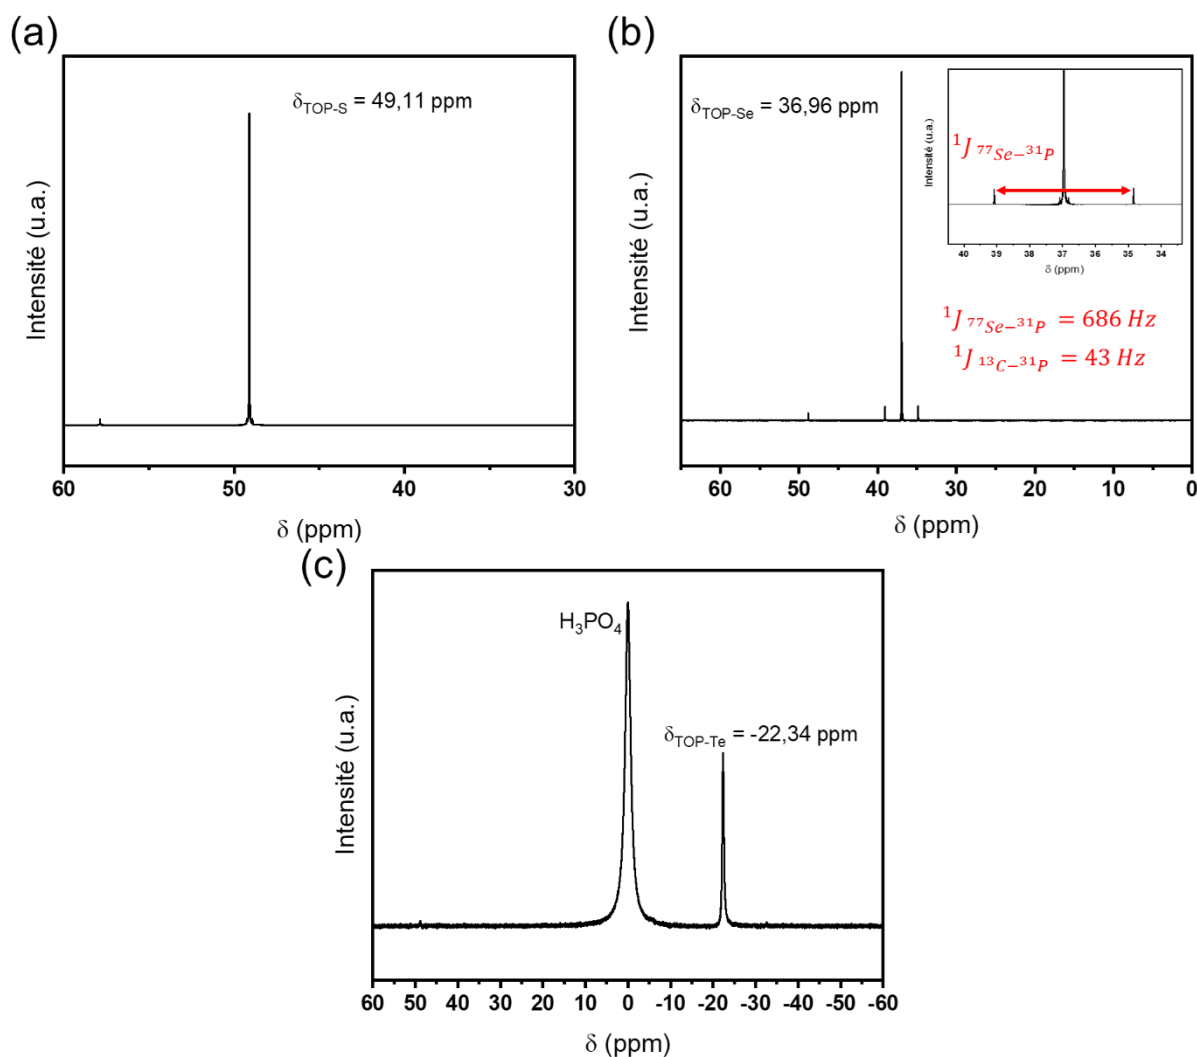 (a)
δTOP-S = 49,11 ppm
Intensité (u.a.)
60 50 40 30
δ (ppm)
(b)
δTOP-Se = 36,96 ppm
Intensité (u.a.)
60 50 40 30 20 10 0
δ (ppm)
¹J ⁷⁷Se−³¹P
Intensité (u.a.)
40 39 38 37 36 35 34
δ (ppm)
¹J ⁷⁷Se−³¹P = 686 Hz
¹J ¹³C−³¹P = 43 Hz
(c)
H₃PO₄
δTOP-Te = -22,34 ppm
Intensité (u.a.)
60 50 40 30 20 10 0 -10 -20 -30 -40 -50 -60
δ (ppm)